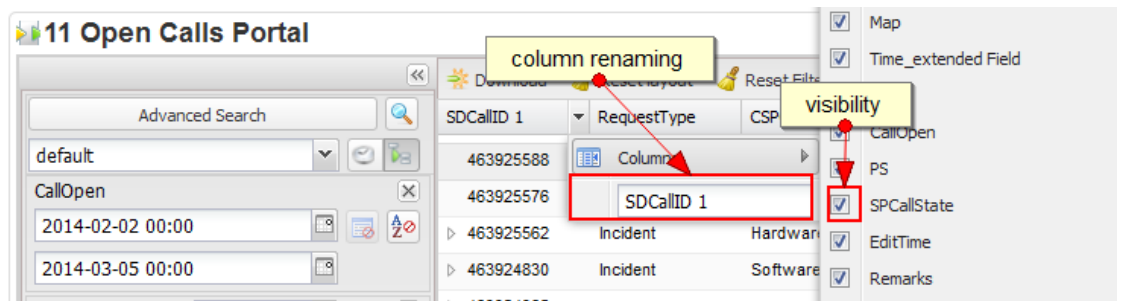 11 Open Calls Portal
Advanced Search
default
CallOpen
2014-02-02 00:00
2014-03-05 00:00
column renaming
Download Reset layout Reset Filte
SDCallID 1 RequestType CSP
463925588 Columns
463925576 SDCallID 1
463925562 Incident Hardwar
463924830 Incident Software
visibility
Map
Time_extended Field
CallOpen
PS
SPCallState
EditTime
Remarks